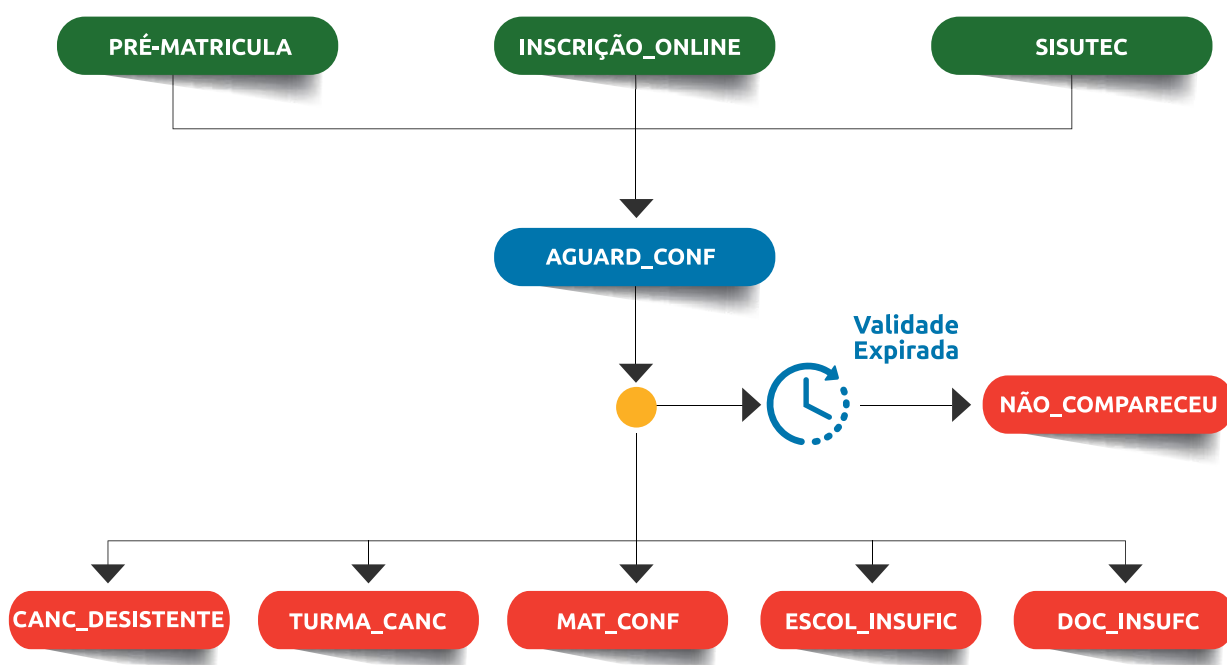 PRÉ-MATRICULA
INSCRIÇÃO_ONLINE
SISUTEC
AGUARD_CONF
Validade
Expirada
NÃO_COMPARECEU
CANC_DESISTENTE
TURMA_CANC
MAT_CONF
ESCOL_INSUFIC
DOC_INSUFC